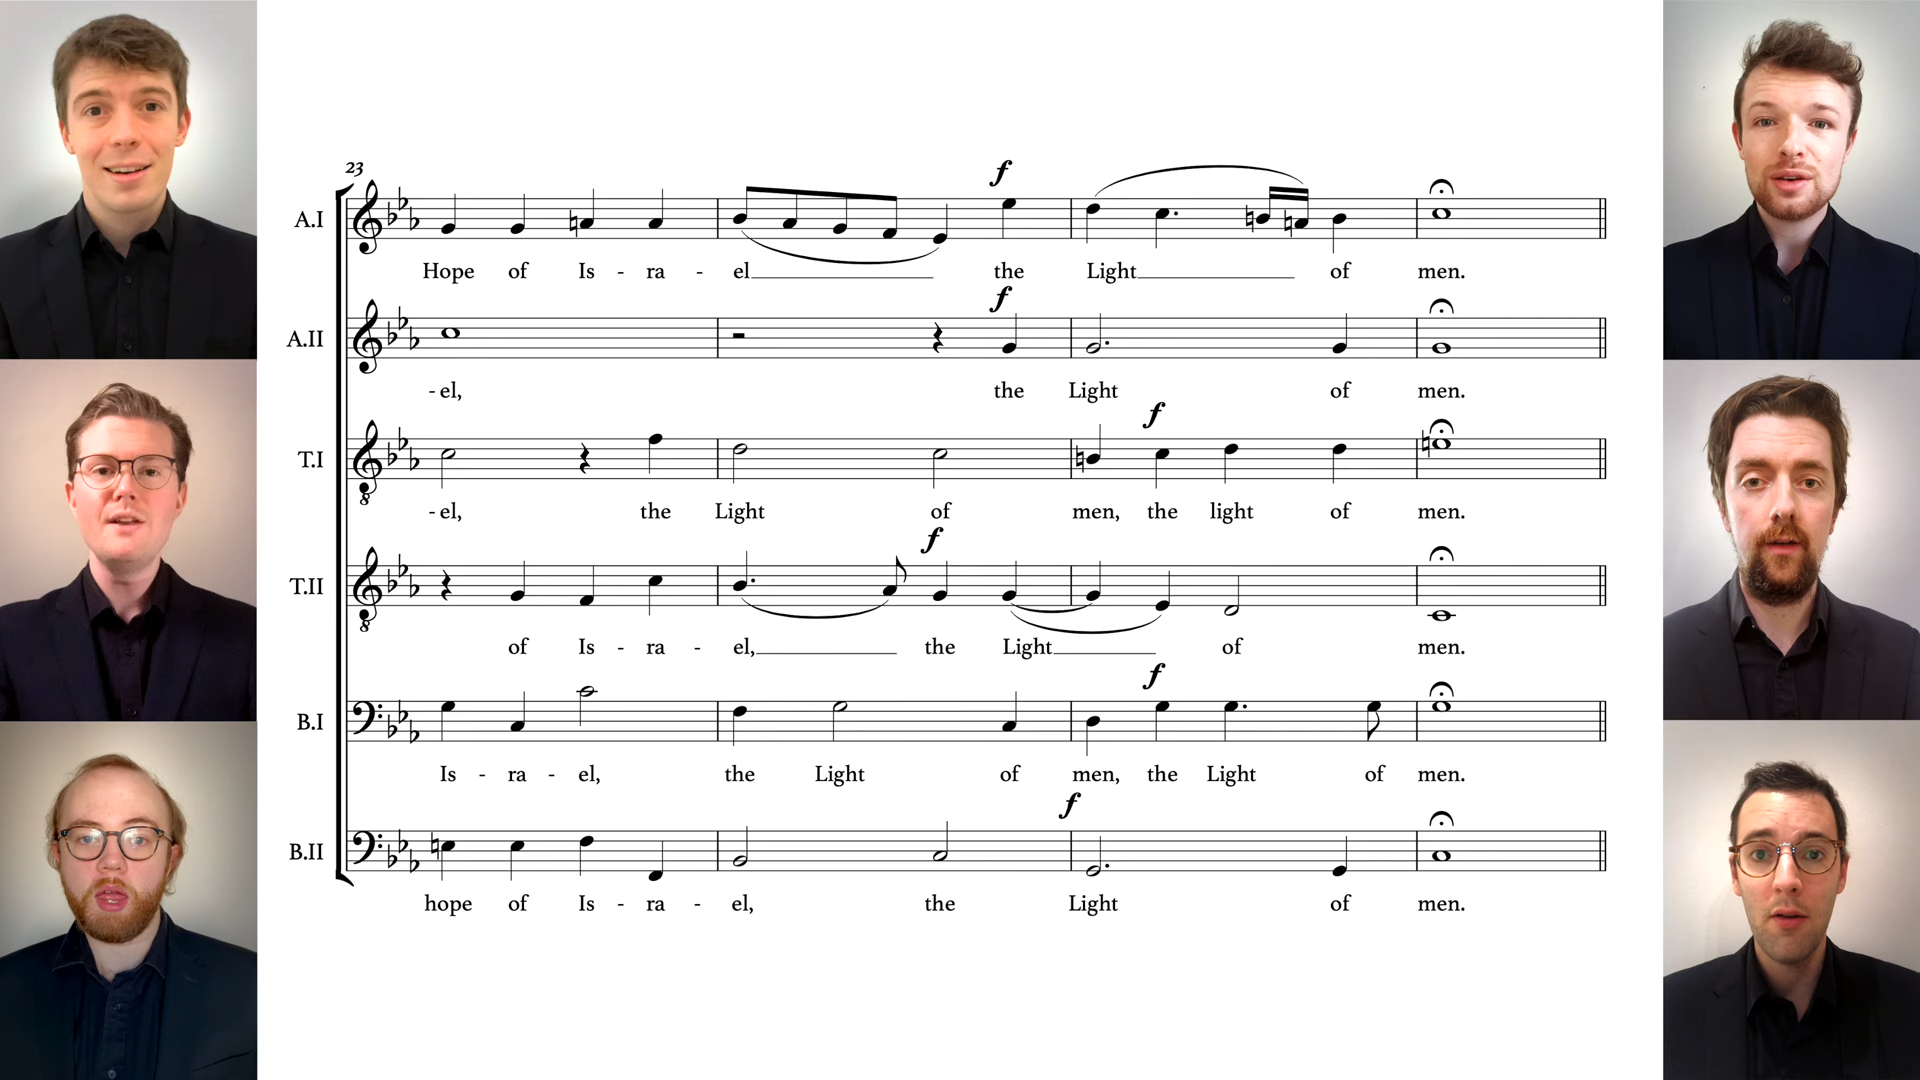 23
f
A.I
Hope of Is - ra - el the Light of men.
f
A.II
- el, the Light of men.
f
T.I
- el, the Light of men, the light of men.
f
T.II
of Is - ra - el, the Light of men.
f
B.I
Is - ra - el, the Light of men, the Light of men.
f
B.II
hope of Is - ra - el, the Light of men.